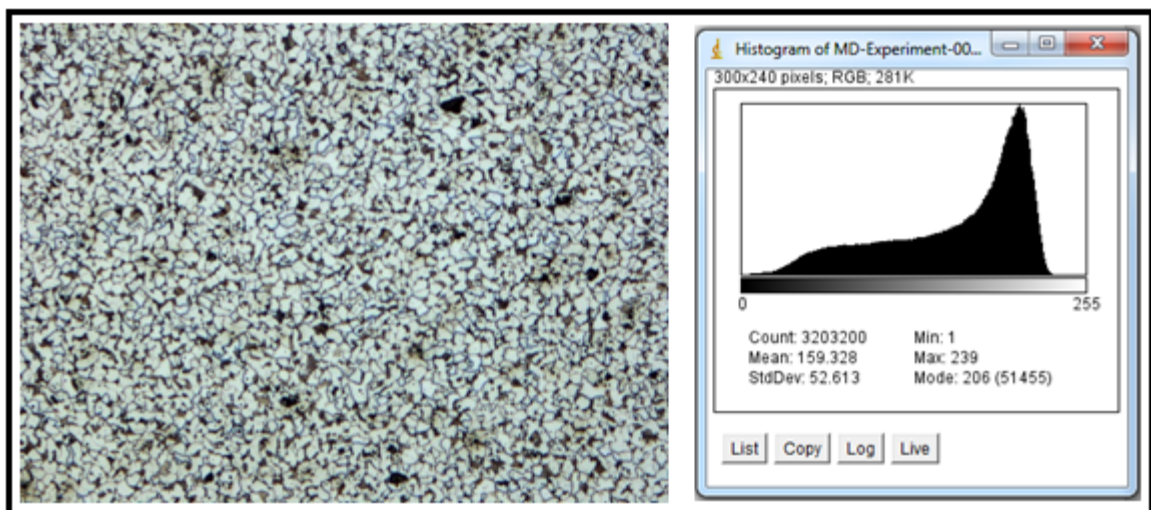 Histogram of MD-Experiment-00...
300x240 pixels; RGB; 281K
0 255
Count: 3203200 Min: 1
Mean: 159.328 Max: 239
StdDev: 52.613 Mode: 206 (51455)
List Copy Log Live